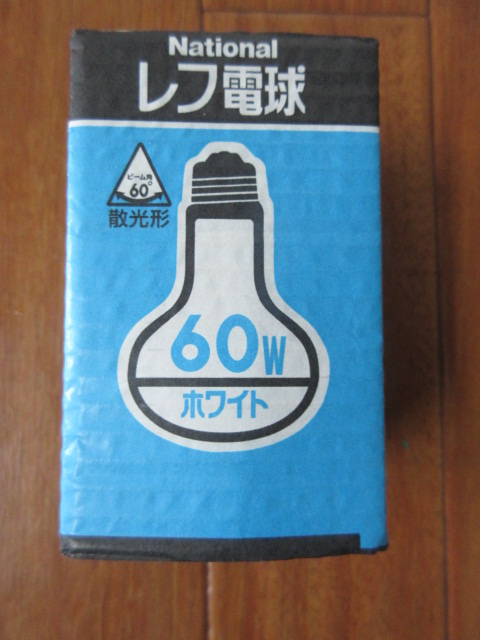 National
レフ電球
ビーム角
60°
散光形
60W
ホワイト